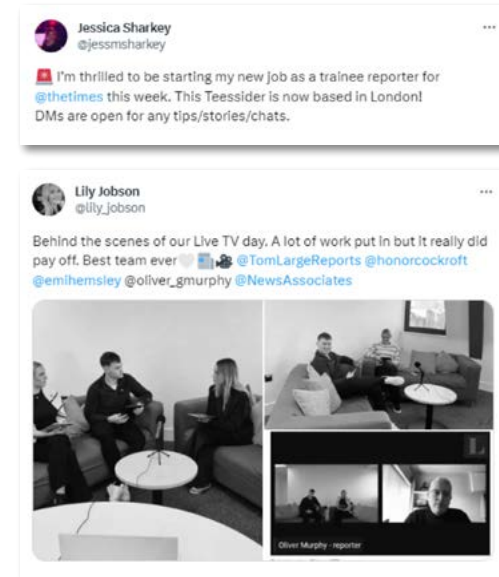 Jessica Sharkey
@jessmsharkey
🚨 I'm thrilled to be starting my new job as a trainee reporter for
@thetimes this week. This Teessider is now based in London!
DMs are open for any tips/stories/chats.
Lily Jobson
@lily_jobson
Behind the scenes of our Live TV day. A lot of work put in but it really did
pay off. Best team ever🤍 📰🎥 @TomLargeReports @honorcockroft
@emihemsley @oliver_gmurphy @NewsAssociates
L
Oliver Murphy - reporter